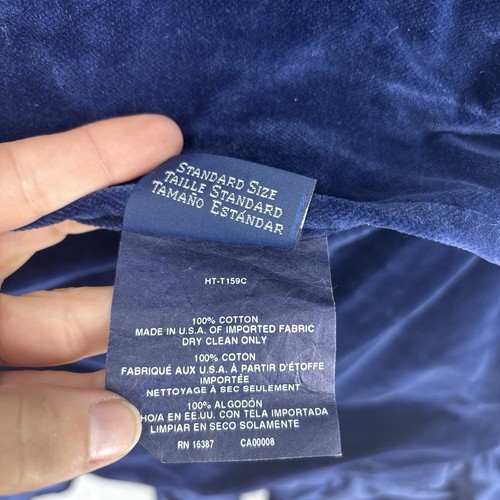 STANDARD SIZE
TAILLE STANDARD
TAMAÑO ESTÁNDAR
HT-T159C
100% COTTON
MADE IN U.S.A. OF IMPORTED FABRIC
DRY CLEAN ONLY
100% COTON
FABRIQUÉ AUX U.S.A. À PARTIR D'ÉTOFFE
IMPORTÉE
NETTOYAGE À SEC SEULEMENT
100% ALGODÓN
HO/A EN EE.UU. CON TELA IMPORTADA
LIMPIAR EN SECO SOLAMENTE
RN 16387 CA00008